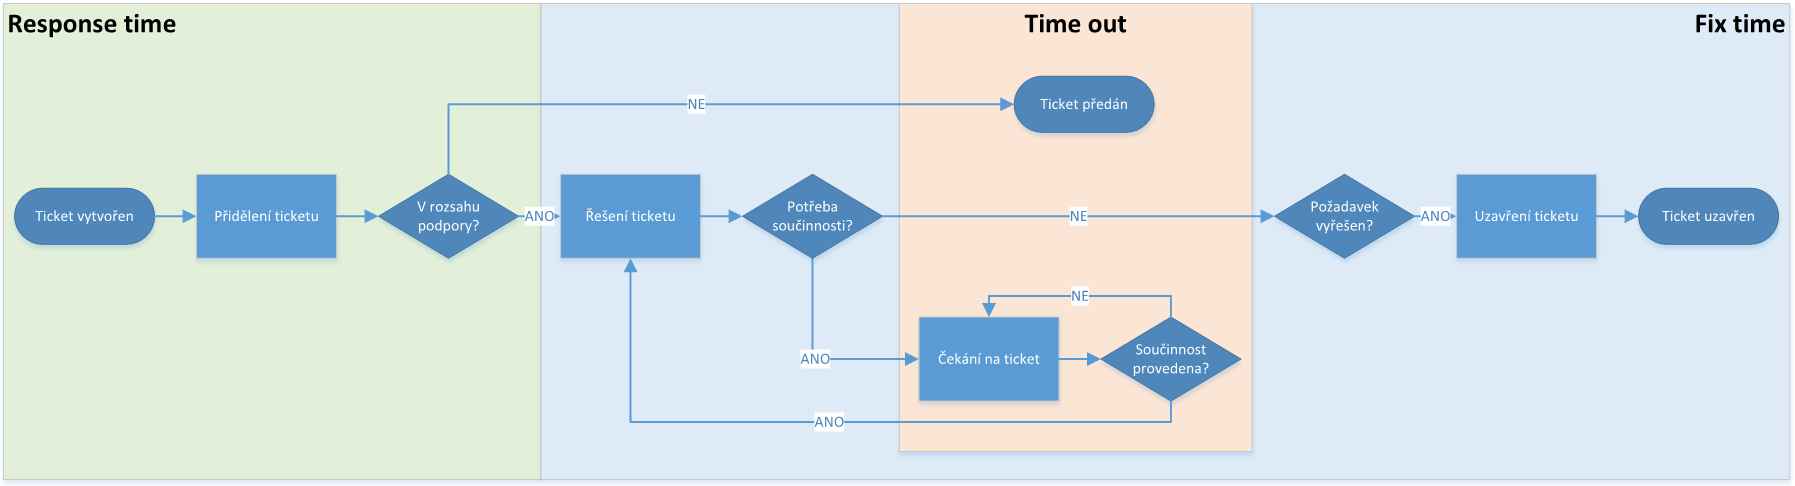 Response time
Time out
Fix time
NE
Ticket předán
Ticket vytvořen
Přidělení ticketu
V rozsahu
podpory?
ANO
Řešení ticketu
Potřeba
součinnosti?
NE
Požadavek
vyřešen?
ANO
Uzavření ticketu
Ticket uzavřen
NE
ANO
Čekání na ticket
Součinnost
provedena?
ANO